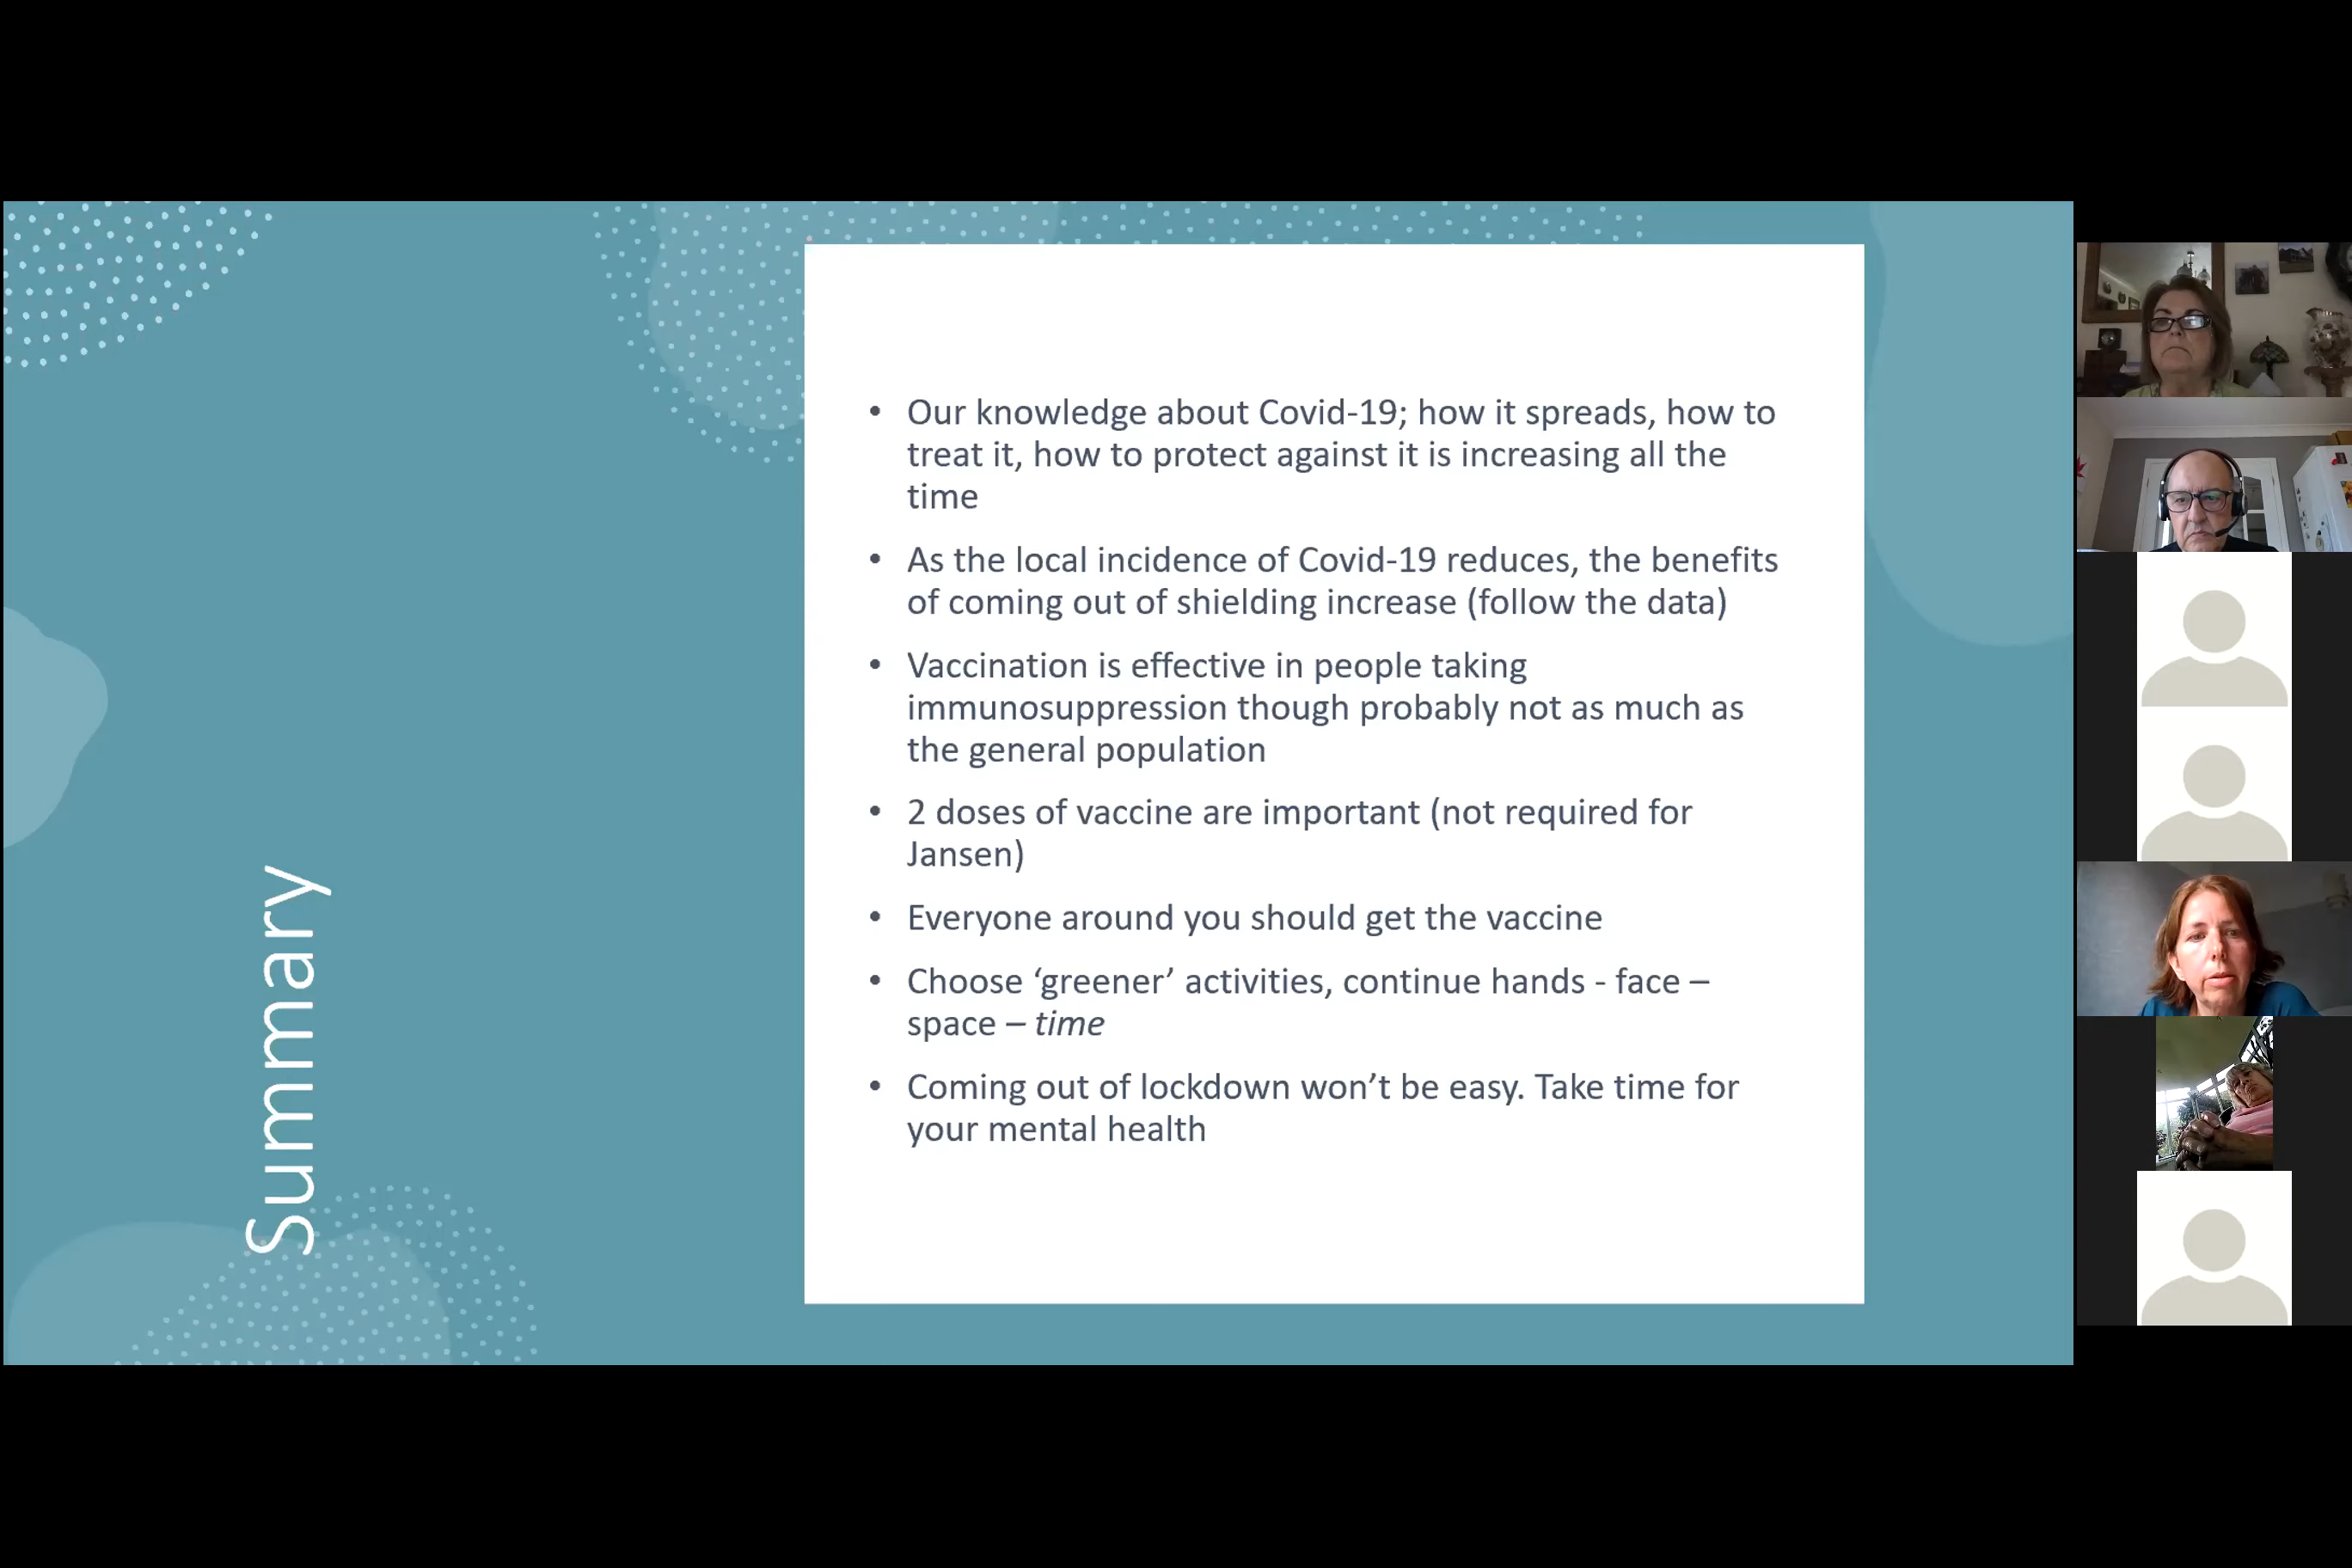 Summary
• Our knowledge about Covid-19; how it spreads, how to
treat it, how to protect against it is increasing all the
time
• As the local incidence of Covid-19 reduces, the benefits
of coming out of shielding increase (follow the data)
• Vaccination is effective in people taking
immunosuppression though probably not as much as
the general population
• 2 doses of vaccine are important (not required for
Jansen)
• Everyone around you should get the vaccine
• Choose ‘greener’ activities, continue hands - face –
space – time
• Coming out of lockdown won’t be easy. Take time for
your mental health